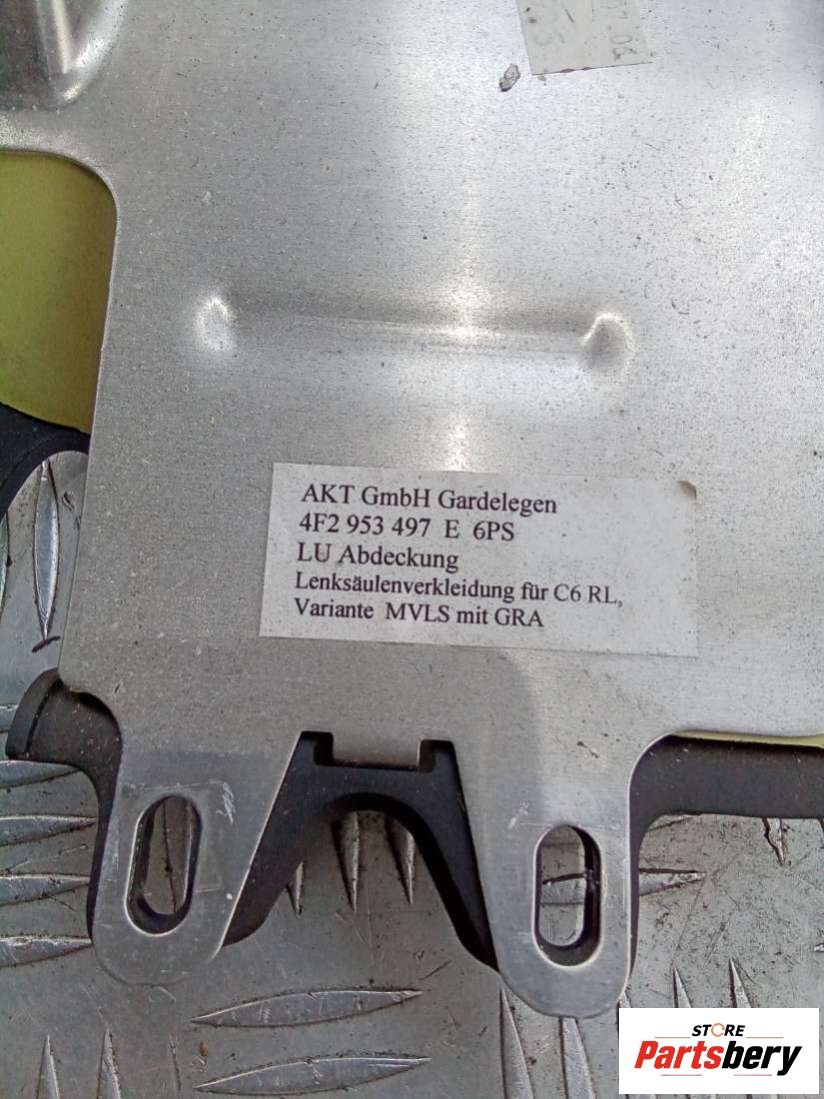 AKT GmbH Gardelegen
4F2 953 497 E 6PS
LU Abdeckung
Lenksäulenverkleidung für C6 RL,
Variante MVLS mit GRA
STORE
Partsbery